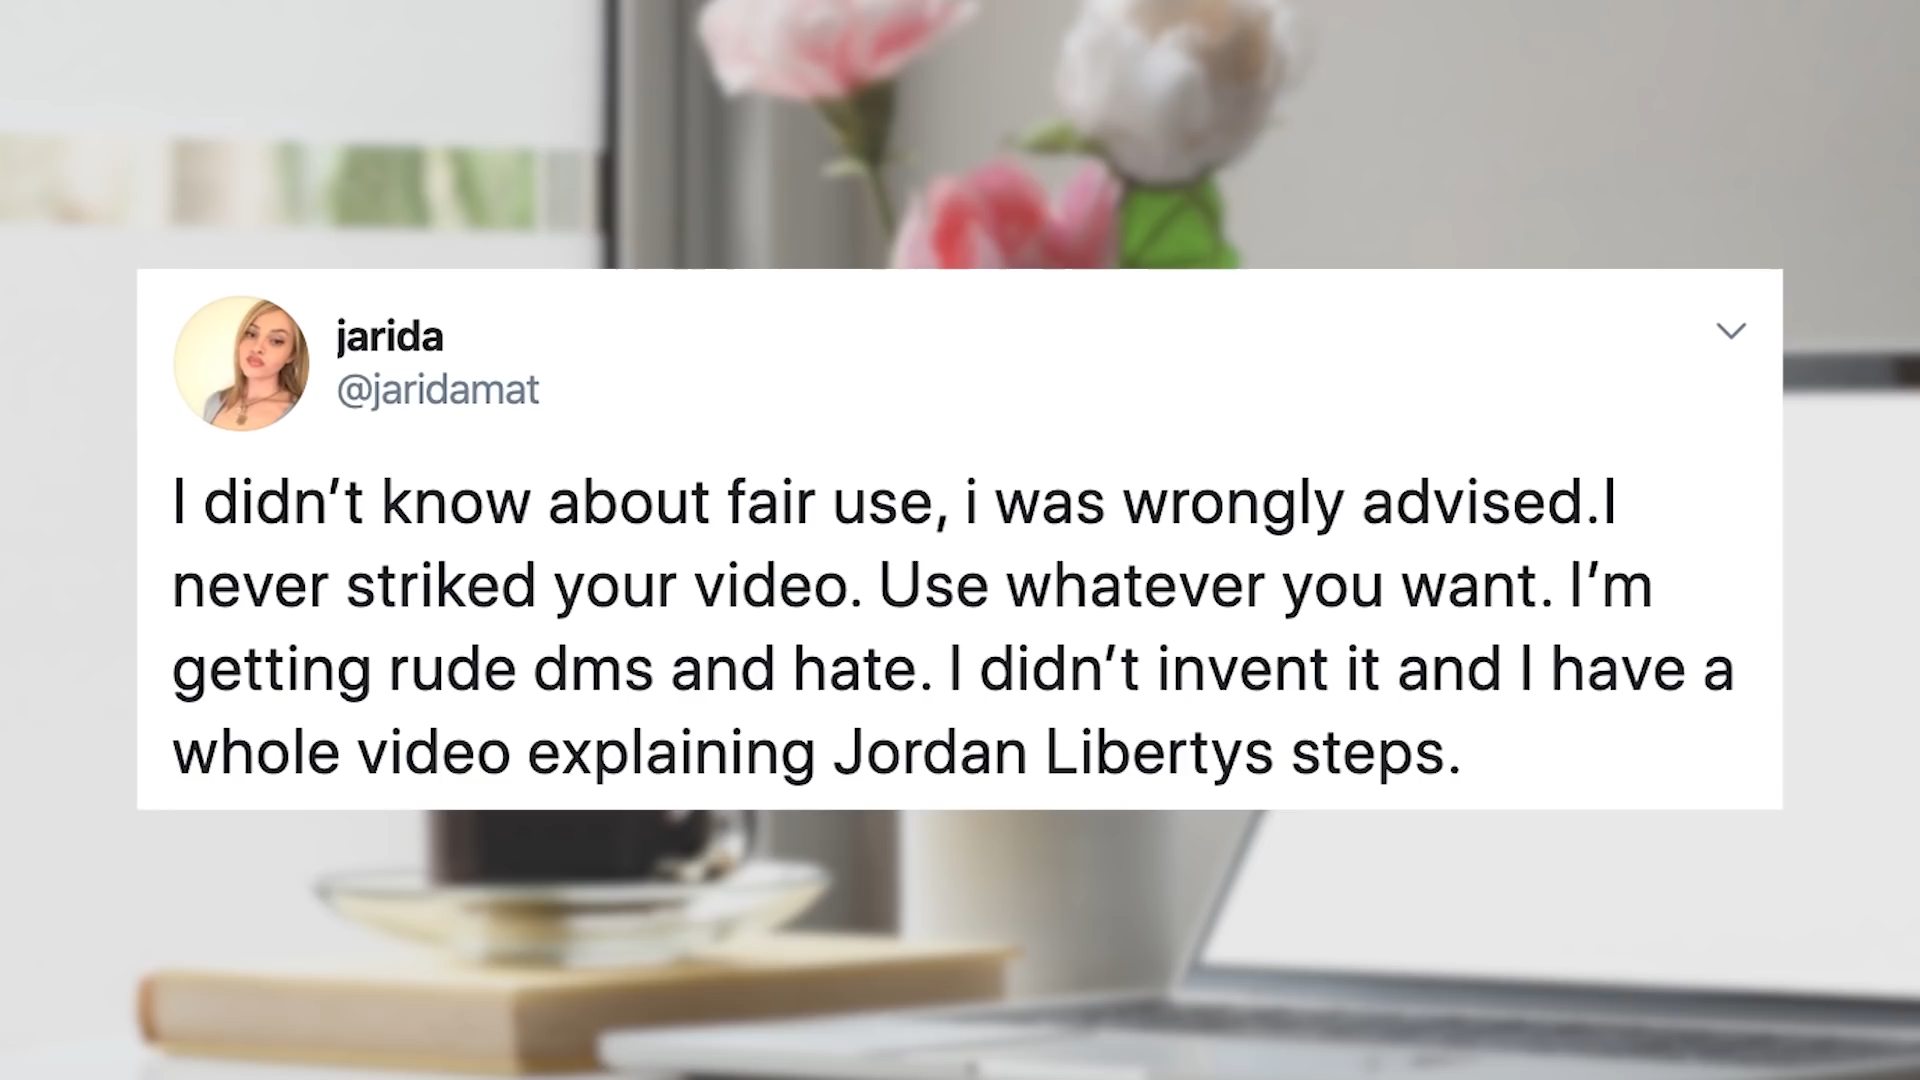 jarida
@jaridamat
I didn’t know about fair use, i was wrongly advised.I
never striked your video. Use whatever you want. I’m
getting rude dms and hate. I didn’t invent it and I have a
whole video explaining Jordan Libertys steps.